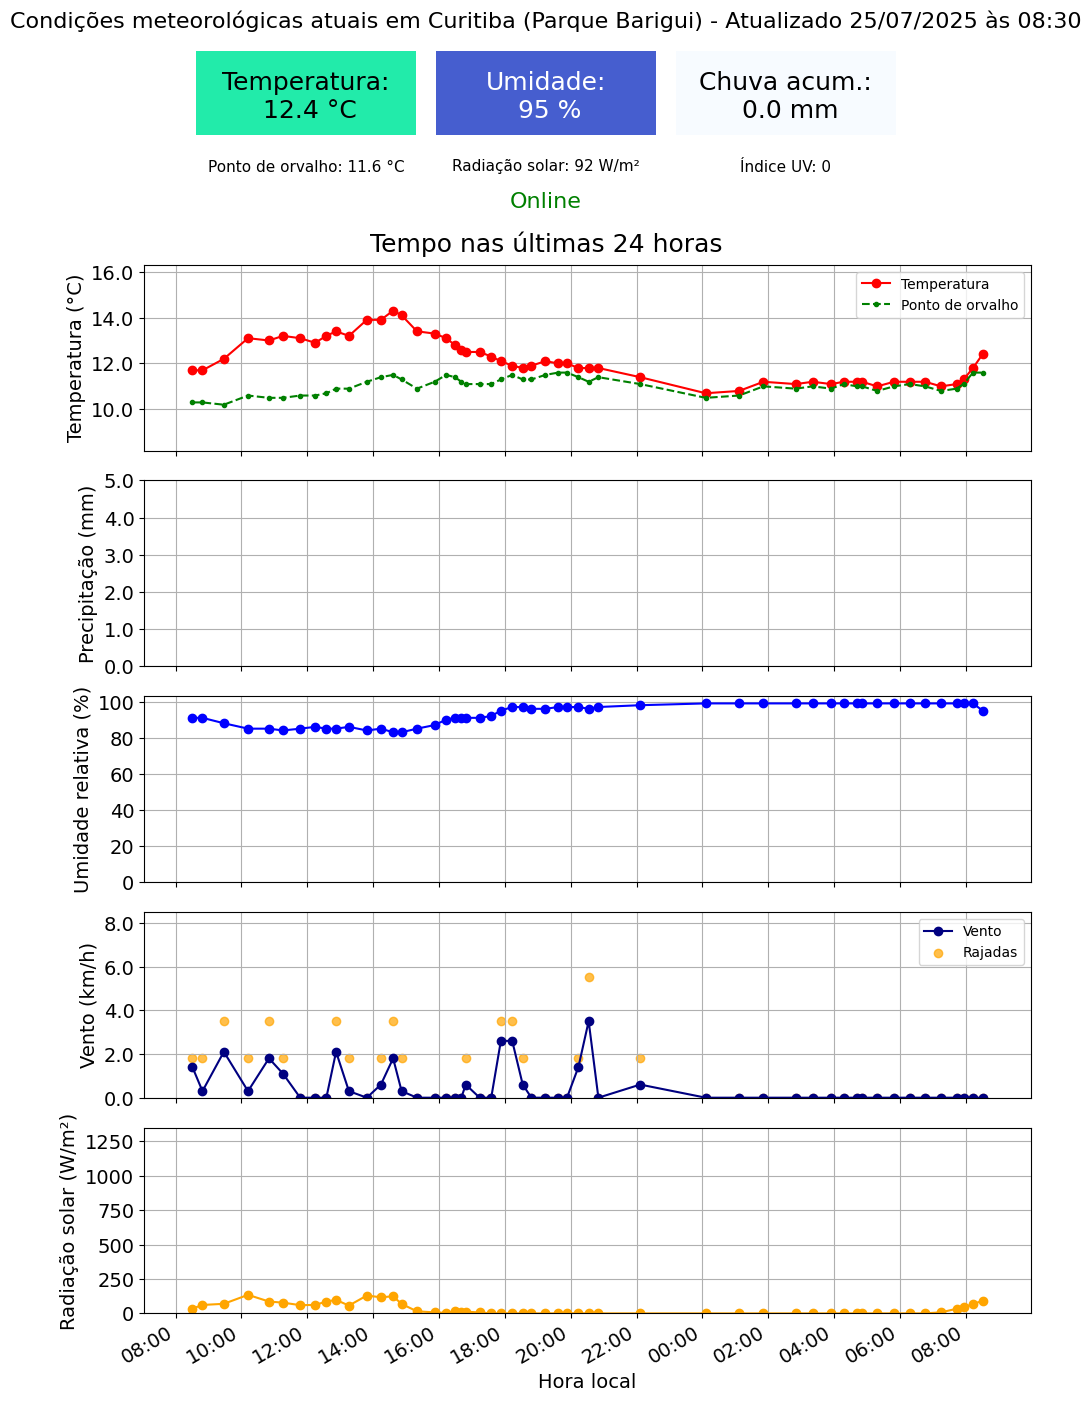 Condições meteorológicas atuais em Curitiba (Parque Barigui) - Atualizado 25/07/2025 às 08:30
Temperatura:
12.4 °C
Umidade:
95 %
Chuva acum.:
0.0 mm
Ponto de orvalho: 11.6 °C
Radiação solar: 92 W/m²
Índice UV: 0
Online
Tempo nas últimas 24 horas
Temperatura (°C)
16.0
14.0
12.0
10.0
Temperatura
Ponto de orvalho
Precipitação (mm)
5.0
4.0
3.0
2.0
1.0
0.0
Umidade relativa (%)
100
80
60
40
20
0
Vento (km/h)
8.0
6.0
4.0
2.0
0.0
Vento
Rajadas
Radiação solar (W/m²)
1250
1000
750
500
250
0
08:00
10:00
12:00
14:00
16:00
18:00
20:00
22:00
00:00
02:00
04:00
06:00
08:00
Hora local